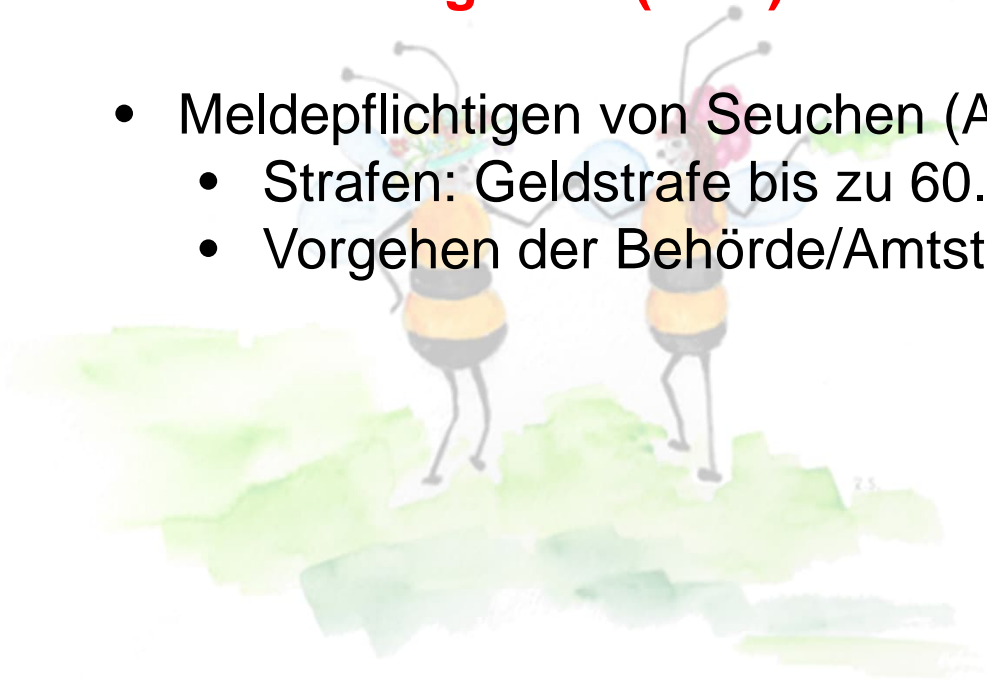 • Meldepflichtigen von Seuchen (A
• Strafen: Geldstrafe bis zu 60.
• Vorgehen der Behörde/Amtst
Z.S.